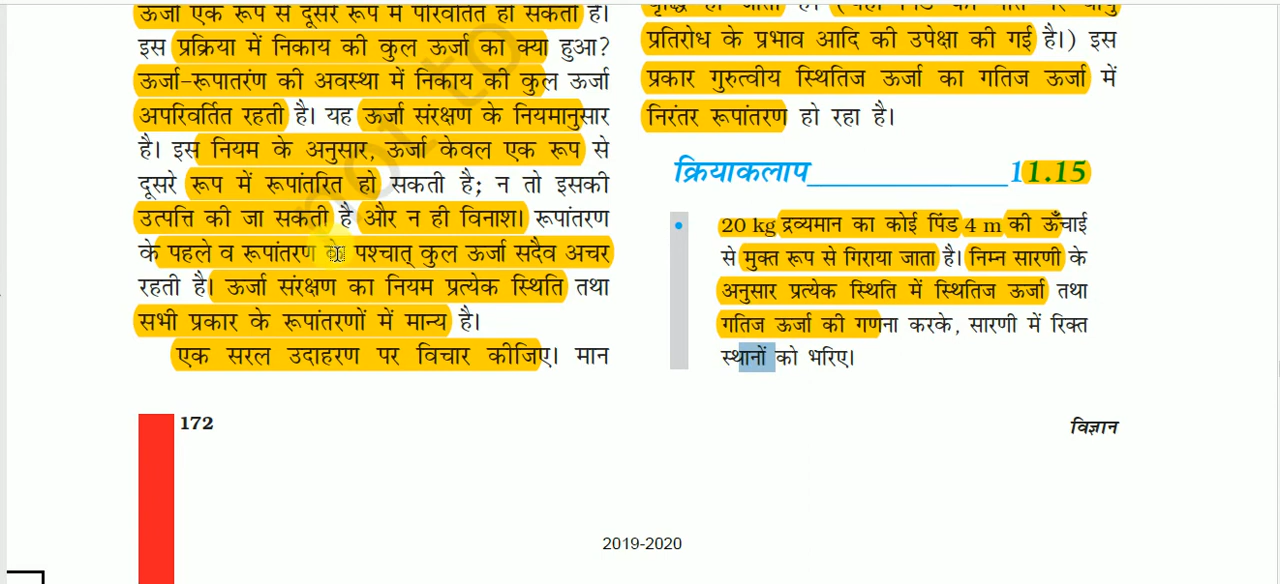 ऊर्जा एक रूप से दूसरे रूप में परिवर्तित हो सकती है।
इस प्रक्रिया में निकाय की कुल ऊर्जा का क्या हुआ?
ऊर्जा-रूपातरंण की अवस्था में निकाय की कुल ऊर्जा
अपरिवर्तित रहती है। यह ऊर्जा संरक्षण के नियमानुसार
है। इस नियम के अनुसार, ऊर्जा केवल एक रूप से
दूसरे रूप में रूपांतरित हो सकती है; न तो इसकी
उत्पत्ति की जा सकती है और न ही विनाश। रूपांतरण
के पहले व रूपांतरण के पश्चात् कुल ऊर्जा सदैव अचर
रहती है। ऊर्जा संरक्षण का नियम प्रत्येक स्थिति तथा
सभी प्रकार के रूपांतरणों में मान्य है।
एक सरल उदाहरण पर विचार कीजिए। मान
प्रतिरोध के प्रभाव आदि की उपेक्षा की गई है।) इस
प्रकार गुरुत्वीय स्थितिज ऊर्जा का गतिज ऊर्जा में
निरंतर रूपांतरण हो रहा है।
क्रियाकलाप____________11.15
• 20 kg द्रव्यमान का कोई पिंड 4 m की ऊँचाई
से मुक्त रूप से गिराया जाता है। निम्न सारणी के
अनुसार प्रत्येक स्थिति में स्थितिज ऊर्जा तथा
गतिज ऊर्जा की गणना करके, सारणी में रिक्त
स्थानों को भरिए।
172
विज्ञान
2019-2020